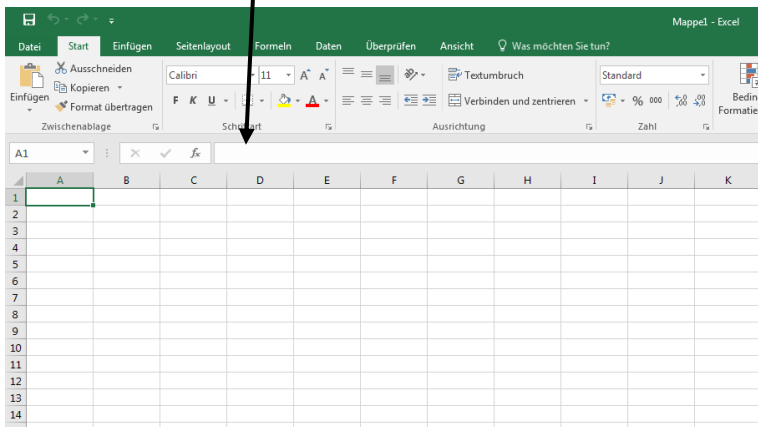 Mappe1 - Excel
Datei Start Einfügen Seitenlayout Formeln Daten Überprüfen Ansicht Was möchten Sie tun?
Einfügen
Ausschneiden
Kopieren
Format übertragen
Zwischenablage
Calibri 11 A A
F K U A
Textumbruch
Verbinden und zentrieren
Ausrichtung
Standard
% 000 ,00
Zahl
Bedin
Formatie
A1 fx
A B C D E F G H I J K
1
2
3
4
5
6
7
8
9
10
11
12
13
14